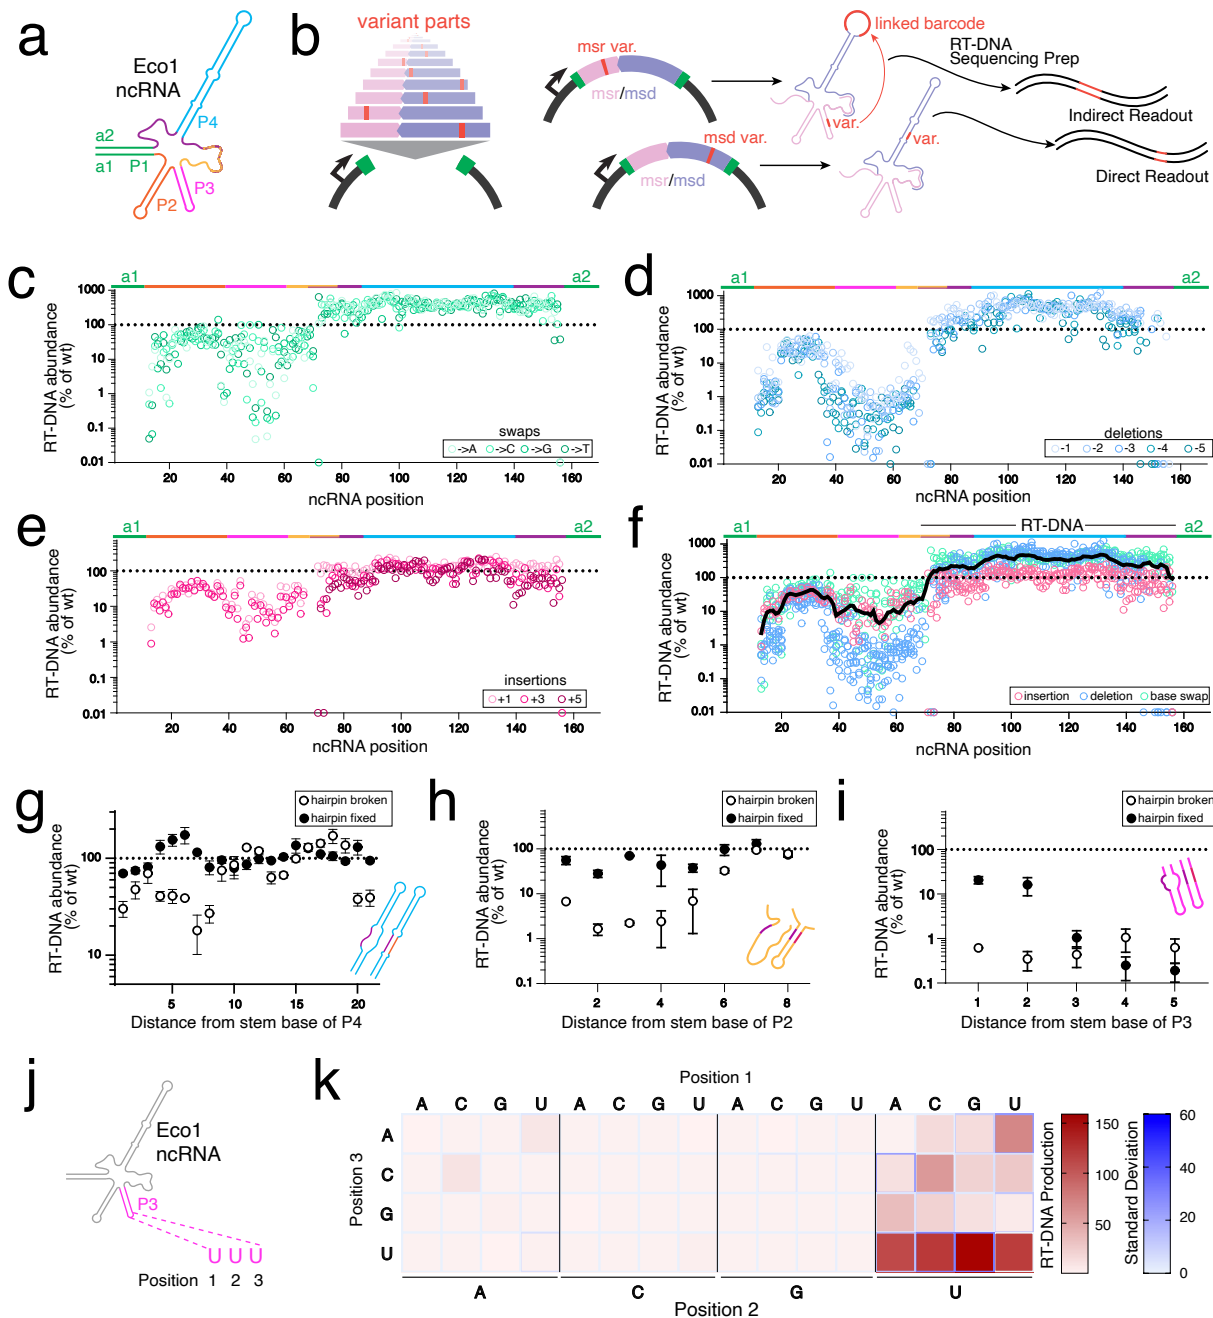 a
Eco1
ncRNA
P4
a2
a1
P1
P3
P2
b
variant parts
msr var.
msr/msd
msd var.
msr/msd
linked barcode
var.
var.
RT-DNA
Sequencing Prep
Indirect Readout
Direct Readout
c
a1
a2
RT-DNA abundance
(% of wt)
1000
100
10
1
0.1
0.01
swaps
->A ->C ->G ->T
20 40 60 80 100 120 140 160
ncRNA position
d
a1
a2
RT-DNA abundance
(% of wt)
1000
100
10
1
0.1
0.01
deletions
-1 -2 -3 -4 -5
20 40 60 80 100 120 140 160
ncRNA position
e
a1
a2
RT-DNA abundance
(% of wt)
100
10
1
0.1
0.01
insertions
+1 +3 +5
20 40 60 80 100 120 140 160
ncRNA position
f
a1
RT-DNA
a2
RT-DNA abundance
(% of wt)
1000
100
10
1
0.1
0.01
insertion deletion base swap
20 40 60 80 100 120 140 160
ncRNA position
g
hairpin broken
hairpin fixed
RT-DNA abundance
(% of wt)
100
10
5 10 15 20
Distance from stem base of P4
h
hairpin broken
hairpin fixed
RT-DNA abundance
(% of wt)
100
10
1
0.1
2 4 6 8
Distance from stem base of P2
i
hairpin broken
hairpin fixed
RT-DNA abundance
(% of wt)
100
10
1
0.1
1 2 3 4 5
Distance from stem base of P3
j
Eco1
ncRNA
P3
U U U
Position 1 2 3
k
Position 1
A C G U A C G U A C G U A C G U
Position 3
A
C
G
U
A C G U
Position 2
RT-DNA Production
150
100
50
Standard Deviation
60
40
20
0